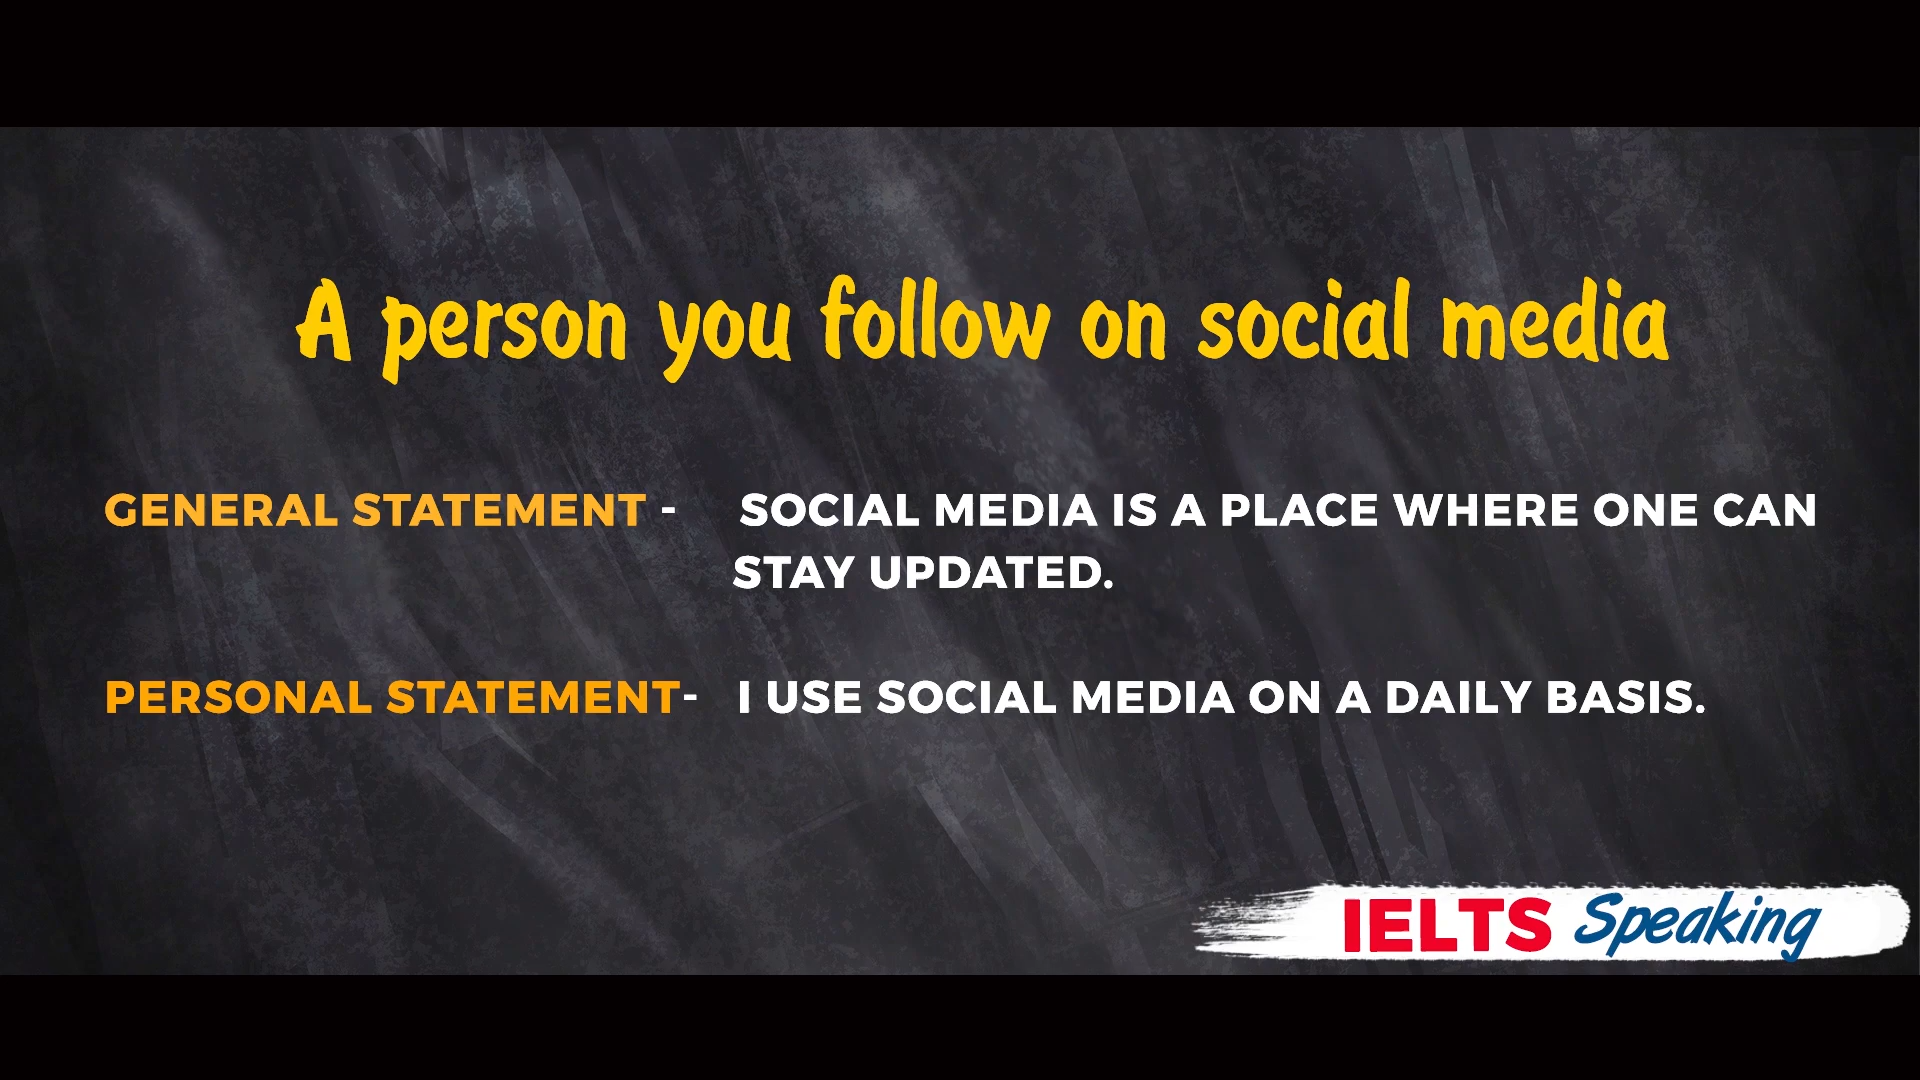 A person you follow on social media
GENERAL STATEMENT - SOCIAL MEDIA IS A PLACE WHERE ONE CAN
STAY UPDATED.
PERSONAL STATEMENT- I USE SOCIAL MEDIA ON A DAILY BASIS.
IELTS Speaking